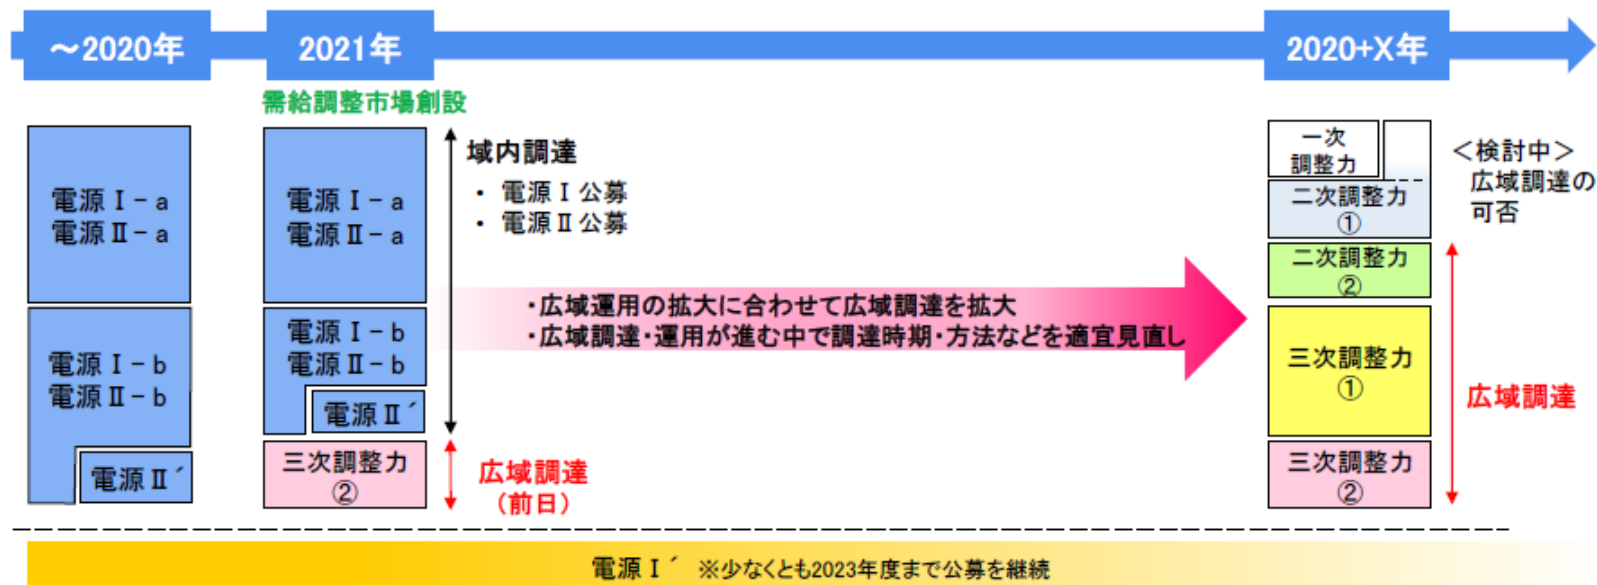 ～2020年
2021年
2020+X年
需給調整市場創設
電源Ⅰ-a
電源Ⅱ-a
電源Ⅰ-b
電源Ⅱ-b
電源Ⅱ´
電源Ⅰ-a
電源Ⅱ-a
電源Ⅰ-b
電源Ⅱ-b
電源Ⅱ´
三次調整力
②
域内調達
・ 電源Ⅰ公募
・ 電源Ⅱ公募
広域調達
（前日）
・広域運用の拡大に合わせて広域調達を拡大
・広域調達・運用が進む中で調達時期・方法などを適宜見直し
一次
調整力
二次調整力
①
二次調整力
②
三次調整力
①
三次調整力
②
＜検討中＞
広域調達の
可否
広域調達
電源Ⅰ´ ※少なくとも2023年度まで公募を継続